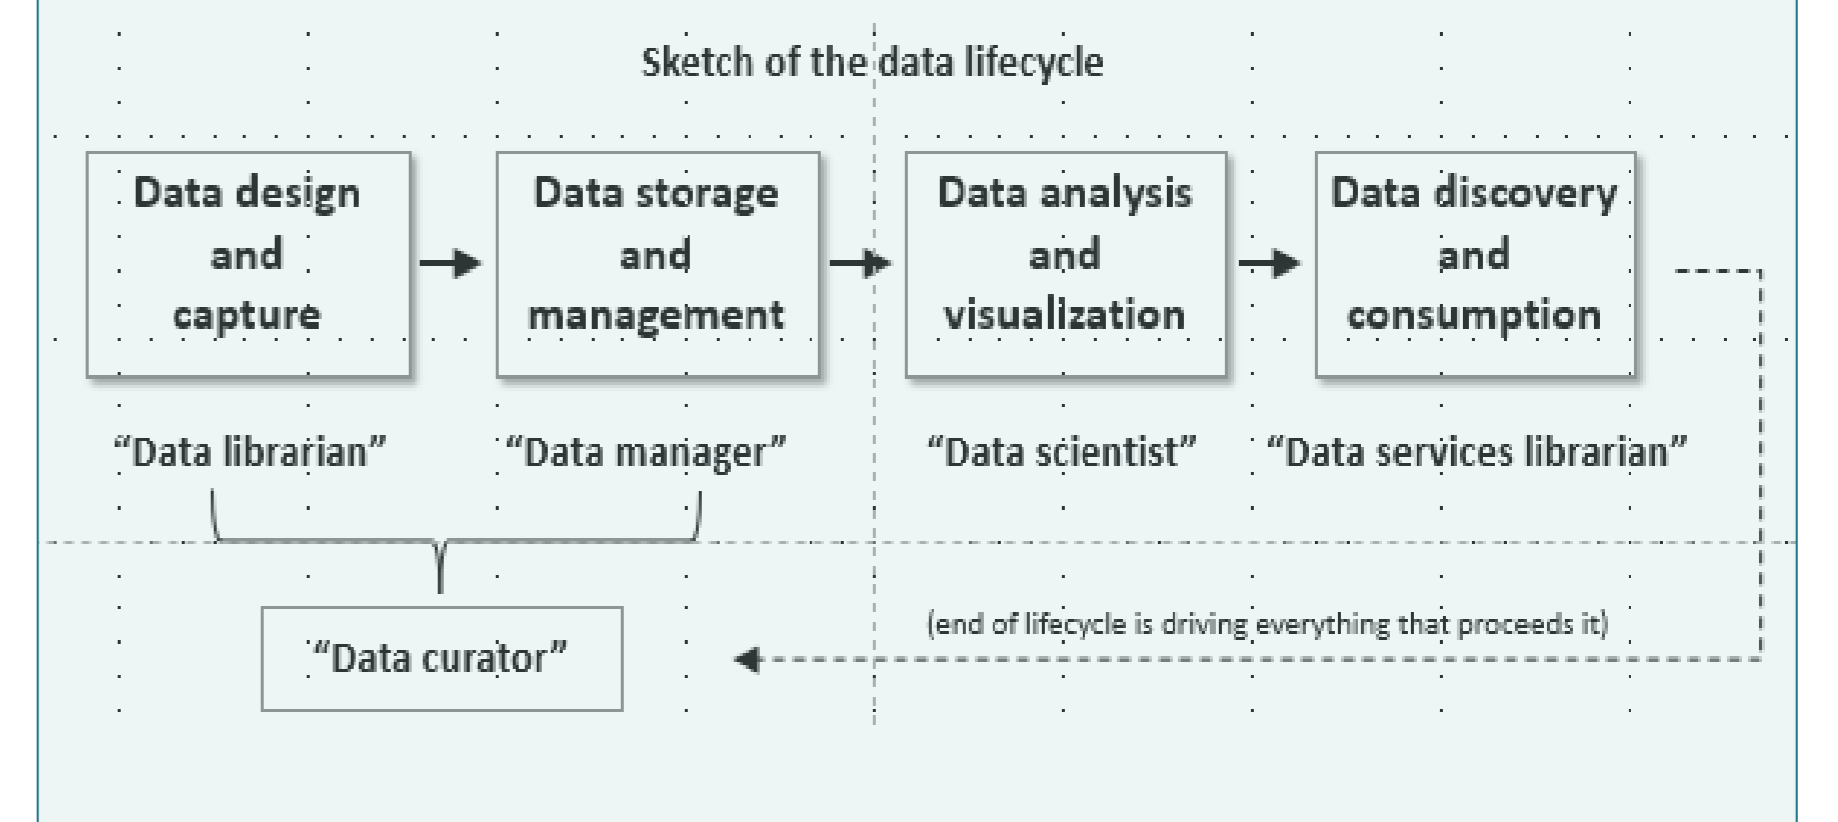 Sketch of the data lifecycle
Data design
and
capture
Data storage
and
management
Data analysis
and
visualization
Data discovery
and
consumption
“Data librarian”
“Data manager”
“Data scientist”
“Data services librarian”
“Data curator”
(end of lifecycle is driving everything that proceeds it)